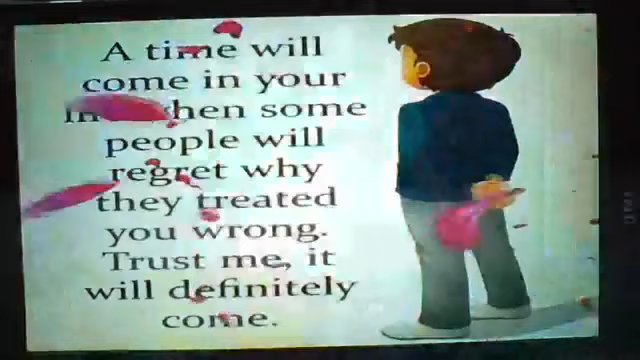 A time will
come in your
when some
people will
regret why
they treated
you wrong.
Trust me, it
will definitely
come.